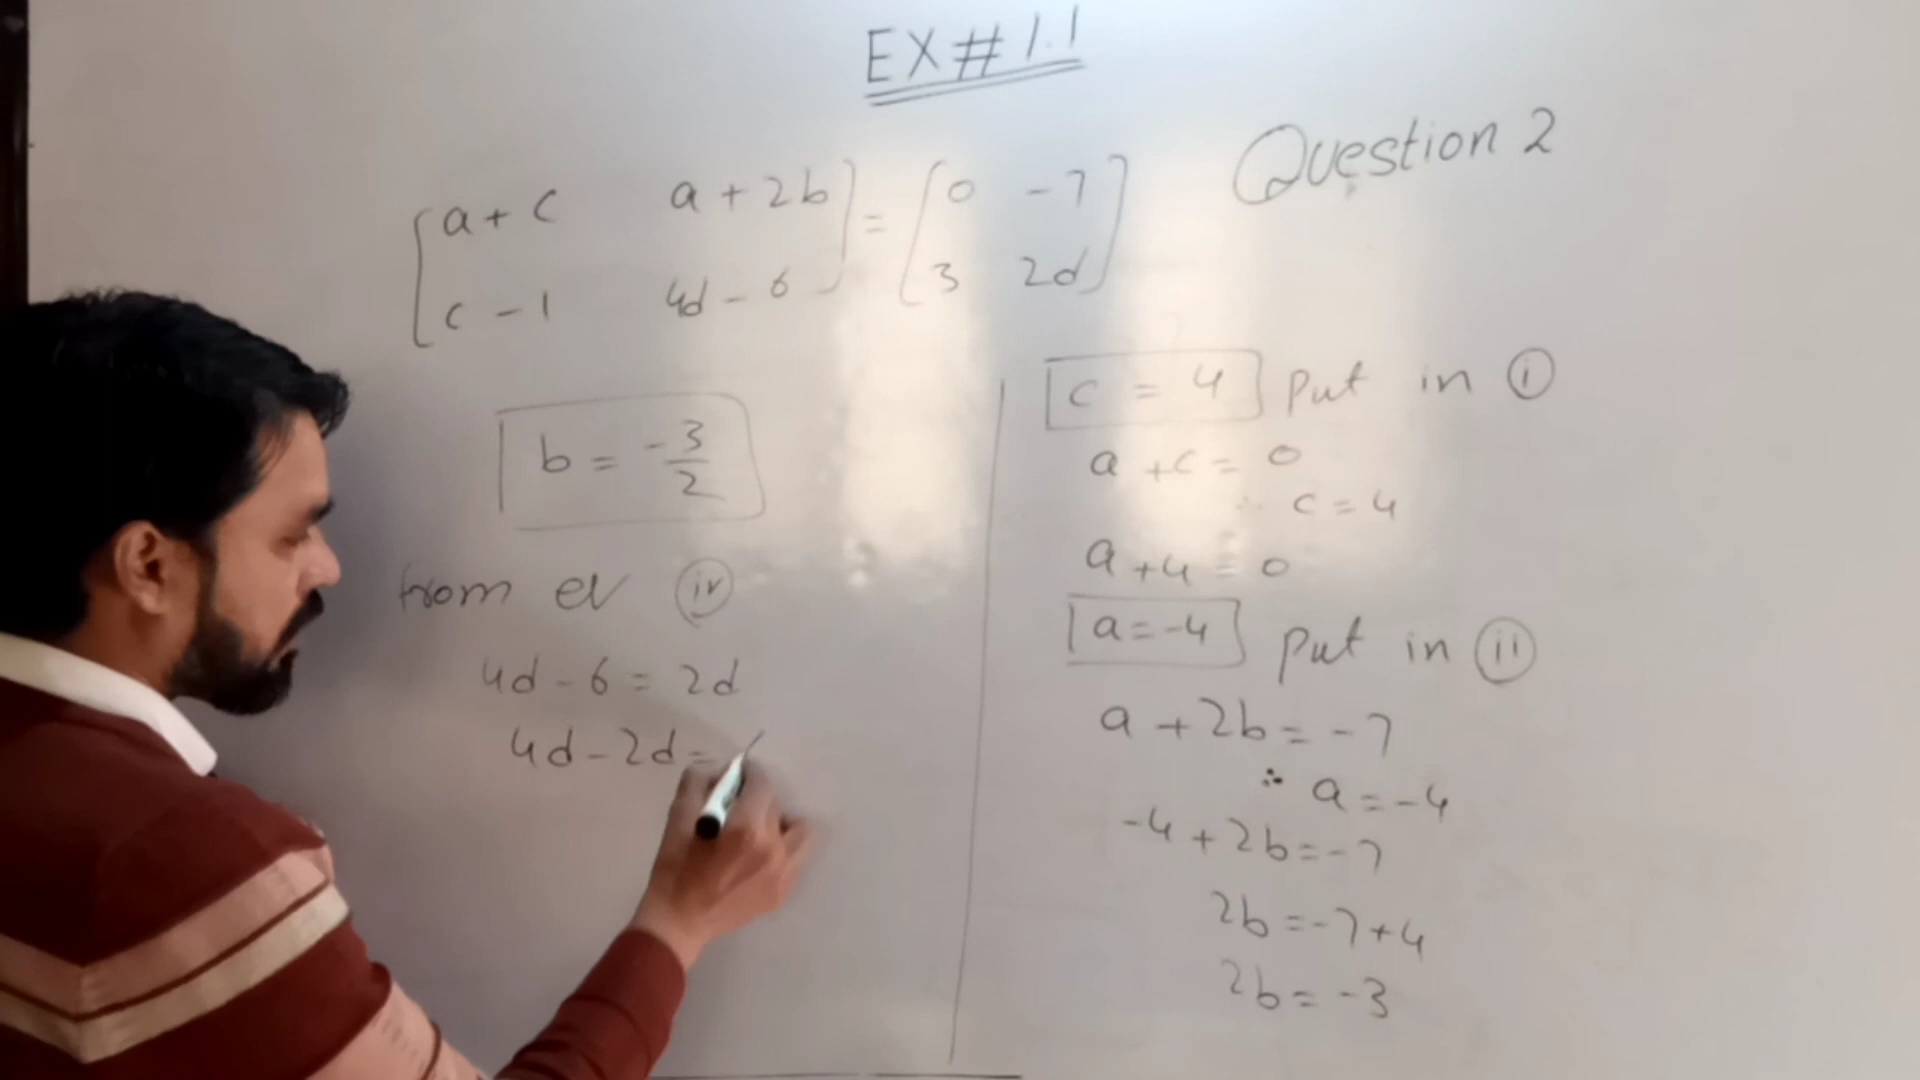 EX # 1.1
Question 2
[a + c a + 2b] = [0 -7]
[c - 1 4d - 6] [3 2d]
b = -3/2
from eq (iv)
4d - 6 = 2d
4d - 2d =
c = 4 put in (i)
a + c = 0
∵ c = 4
a + 4 = 0
a = -4 put in (ii)
a + 2b = -7
∵ a = -4
-4 + 2b = -7
2b = -7 + 4
2b = -3